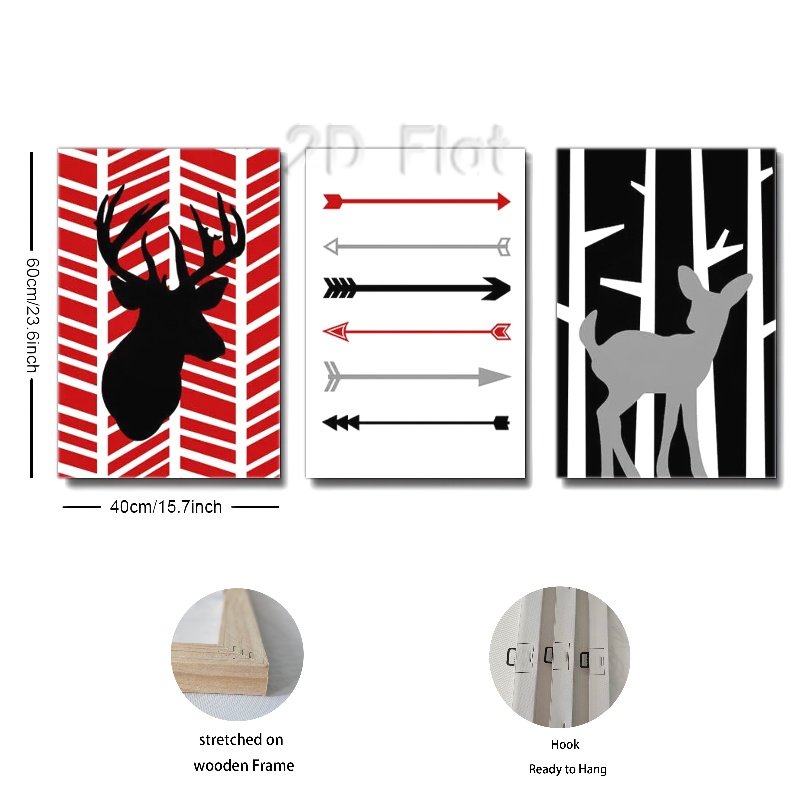 2D Flat
60cm/23.6inch
40cm/15.7inch
stretched on
wooden Frame
Hook
Ready to Hang